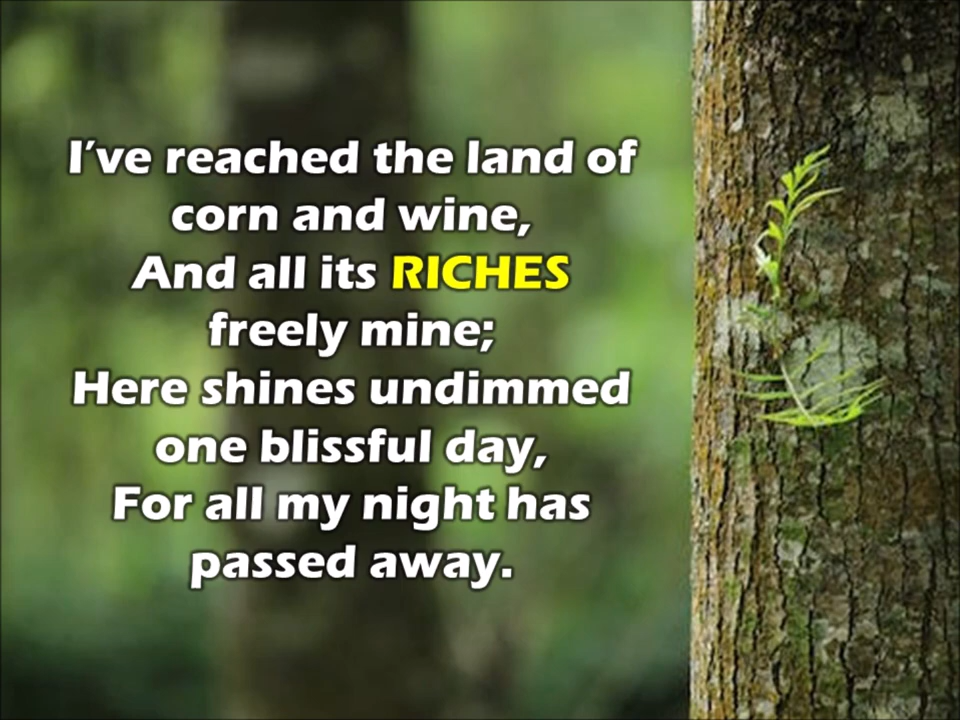 I’ve reached the land of
corn and wine,
And all its RICHES
freely mine;
Here shines undimmed
one blissful day,
For all my night has
passed away.